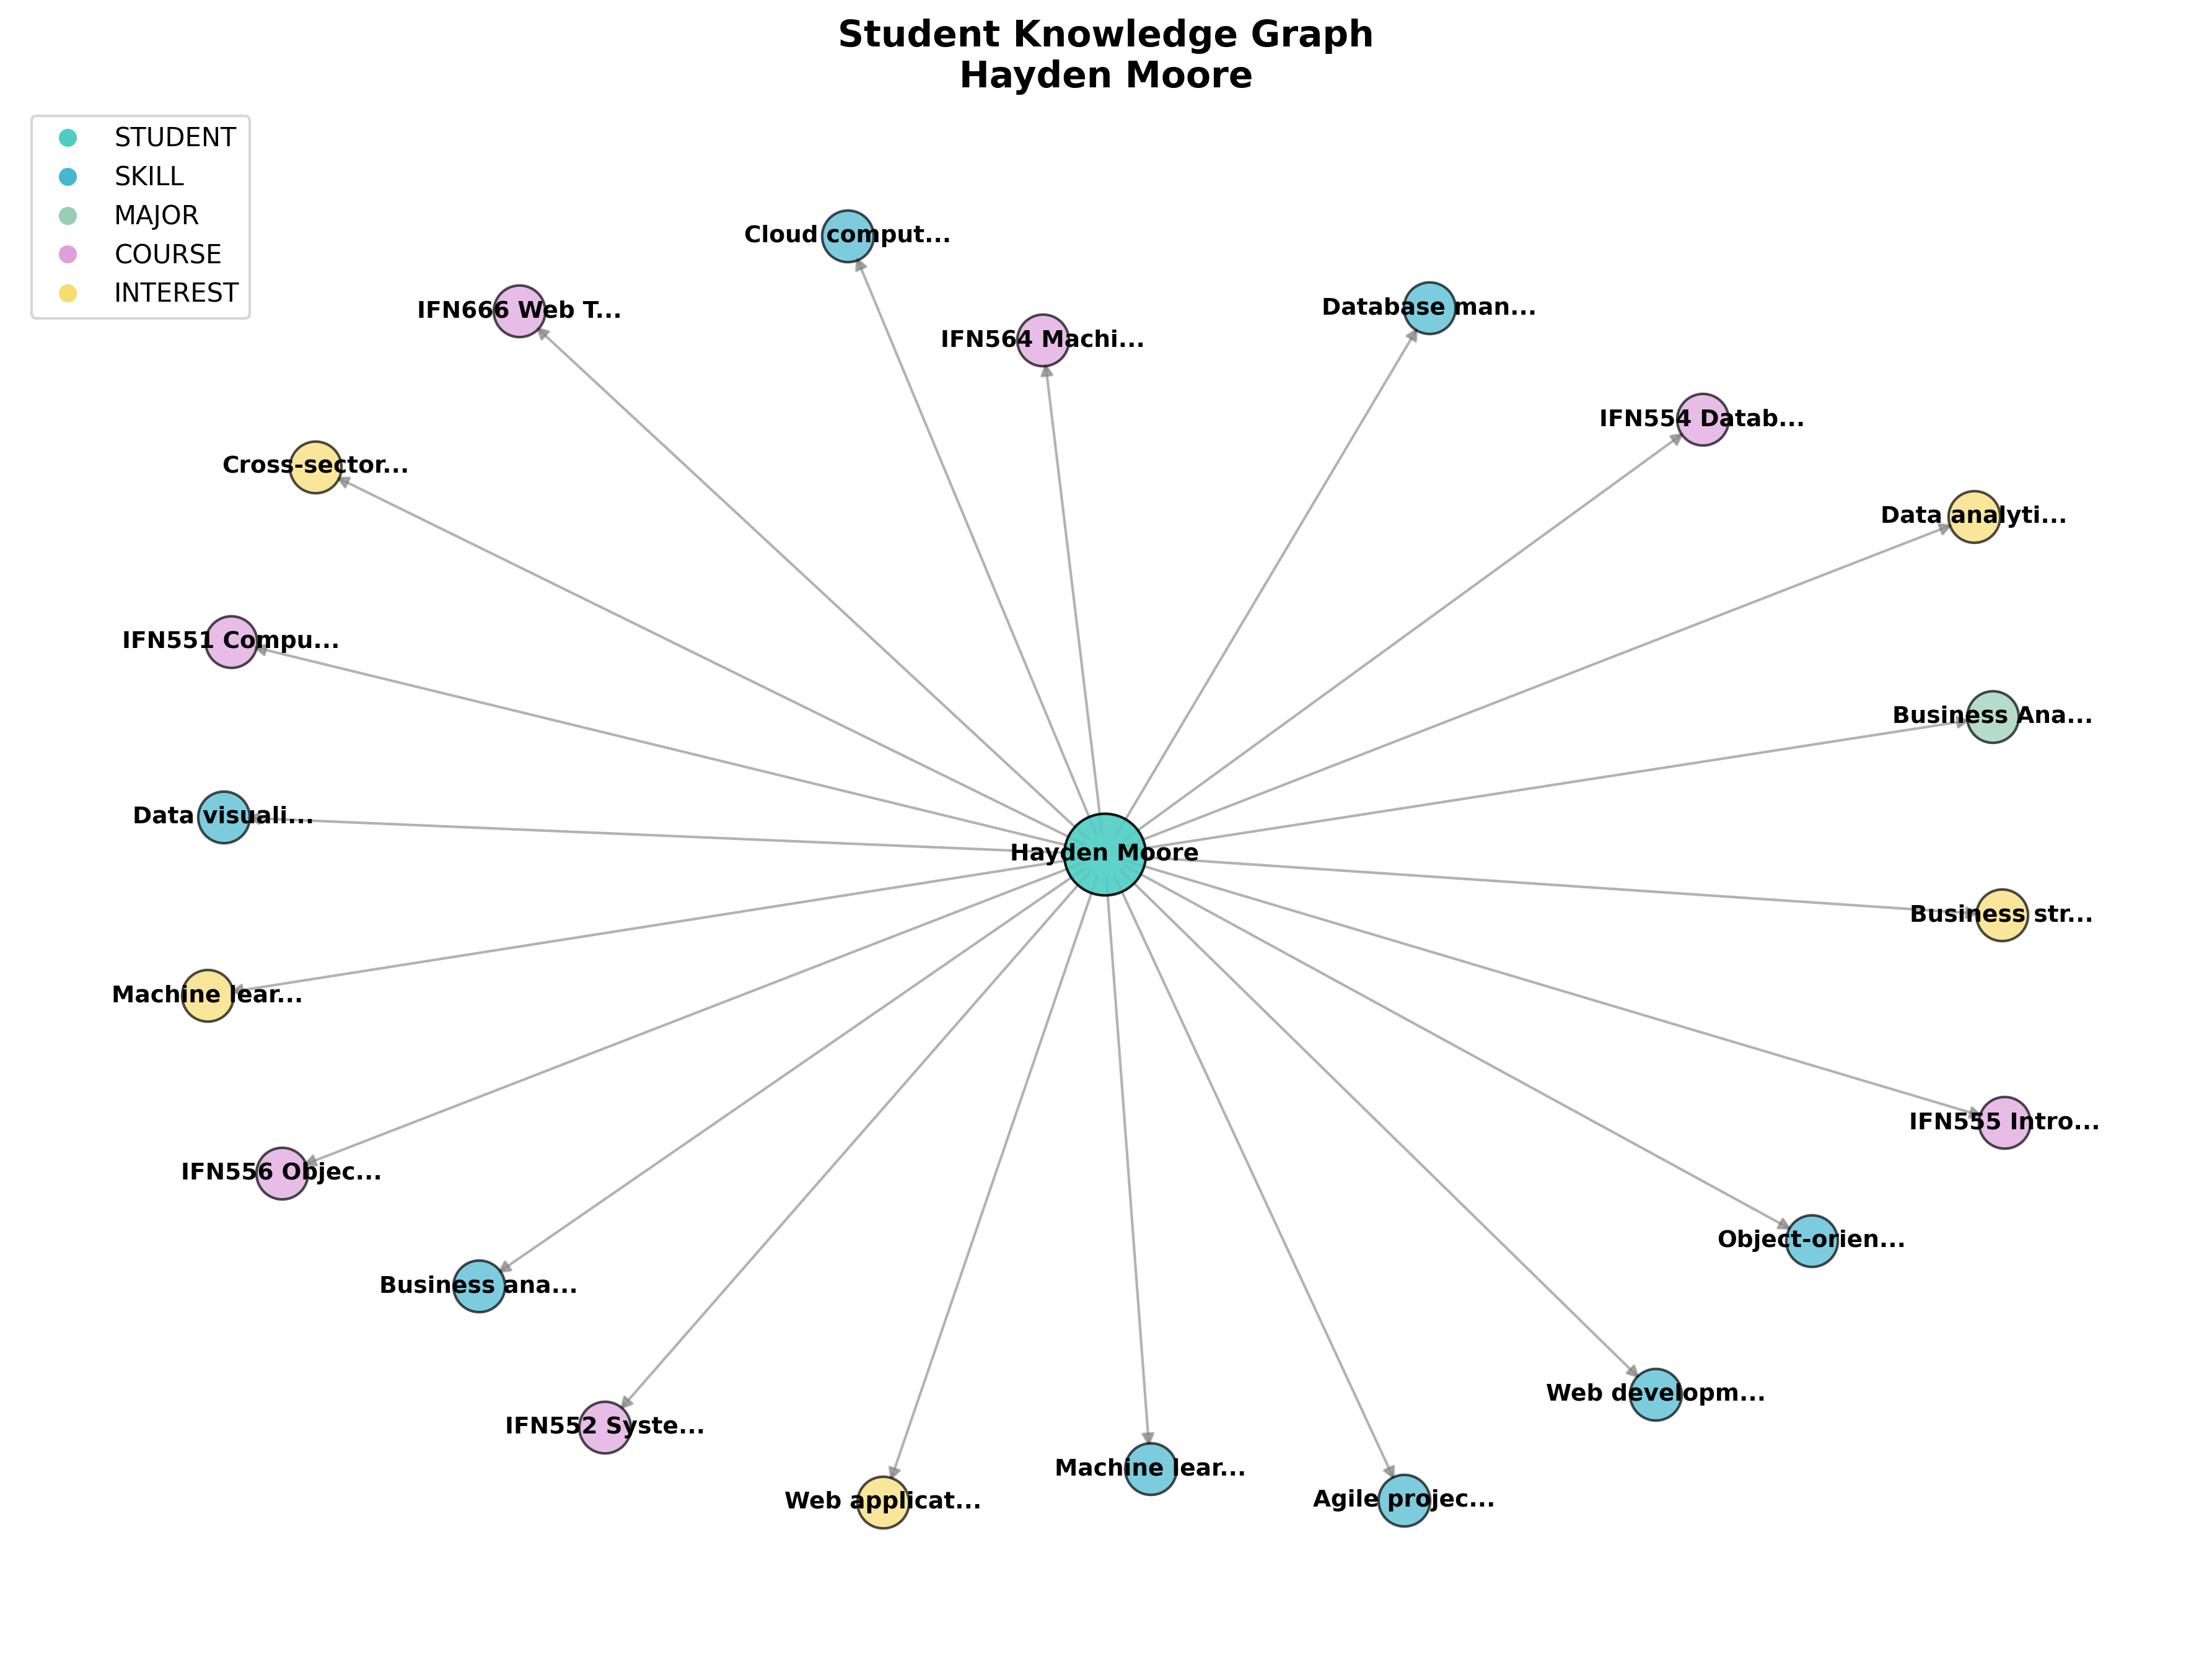 Student Knowledge Graph
Hayden Moore
STUDENT
SKILL
MAJOR
COURSE
INTEREST
Cloud comput...
IFN666 Web T...
Database man...
IFN564 Machi...
IFN554 Datab...
Cross-sector...
Data analyti...
IFN551 Compu...
Business Ana...
Data visuali...
Hayden Moore
Business str...
Machine lear...
IFN555 Intro...
IFN556 Objec...
Object-orien...
Business ana...
Web developm...
IFN552 Syste...
Machine lear...
Web applicat...
Agile projec...